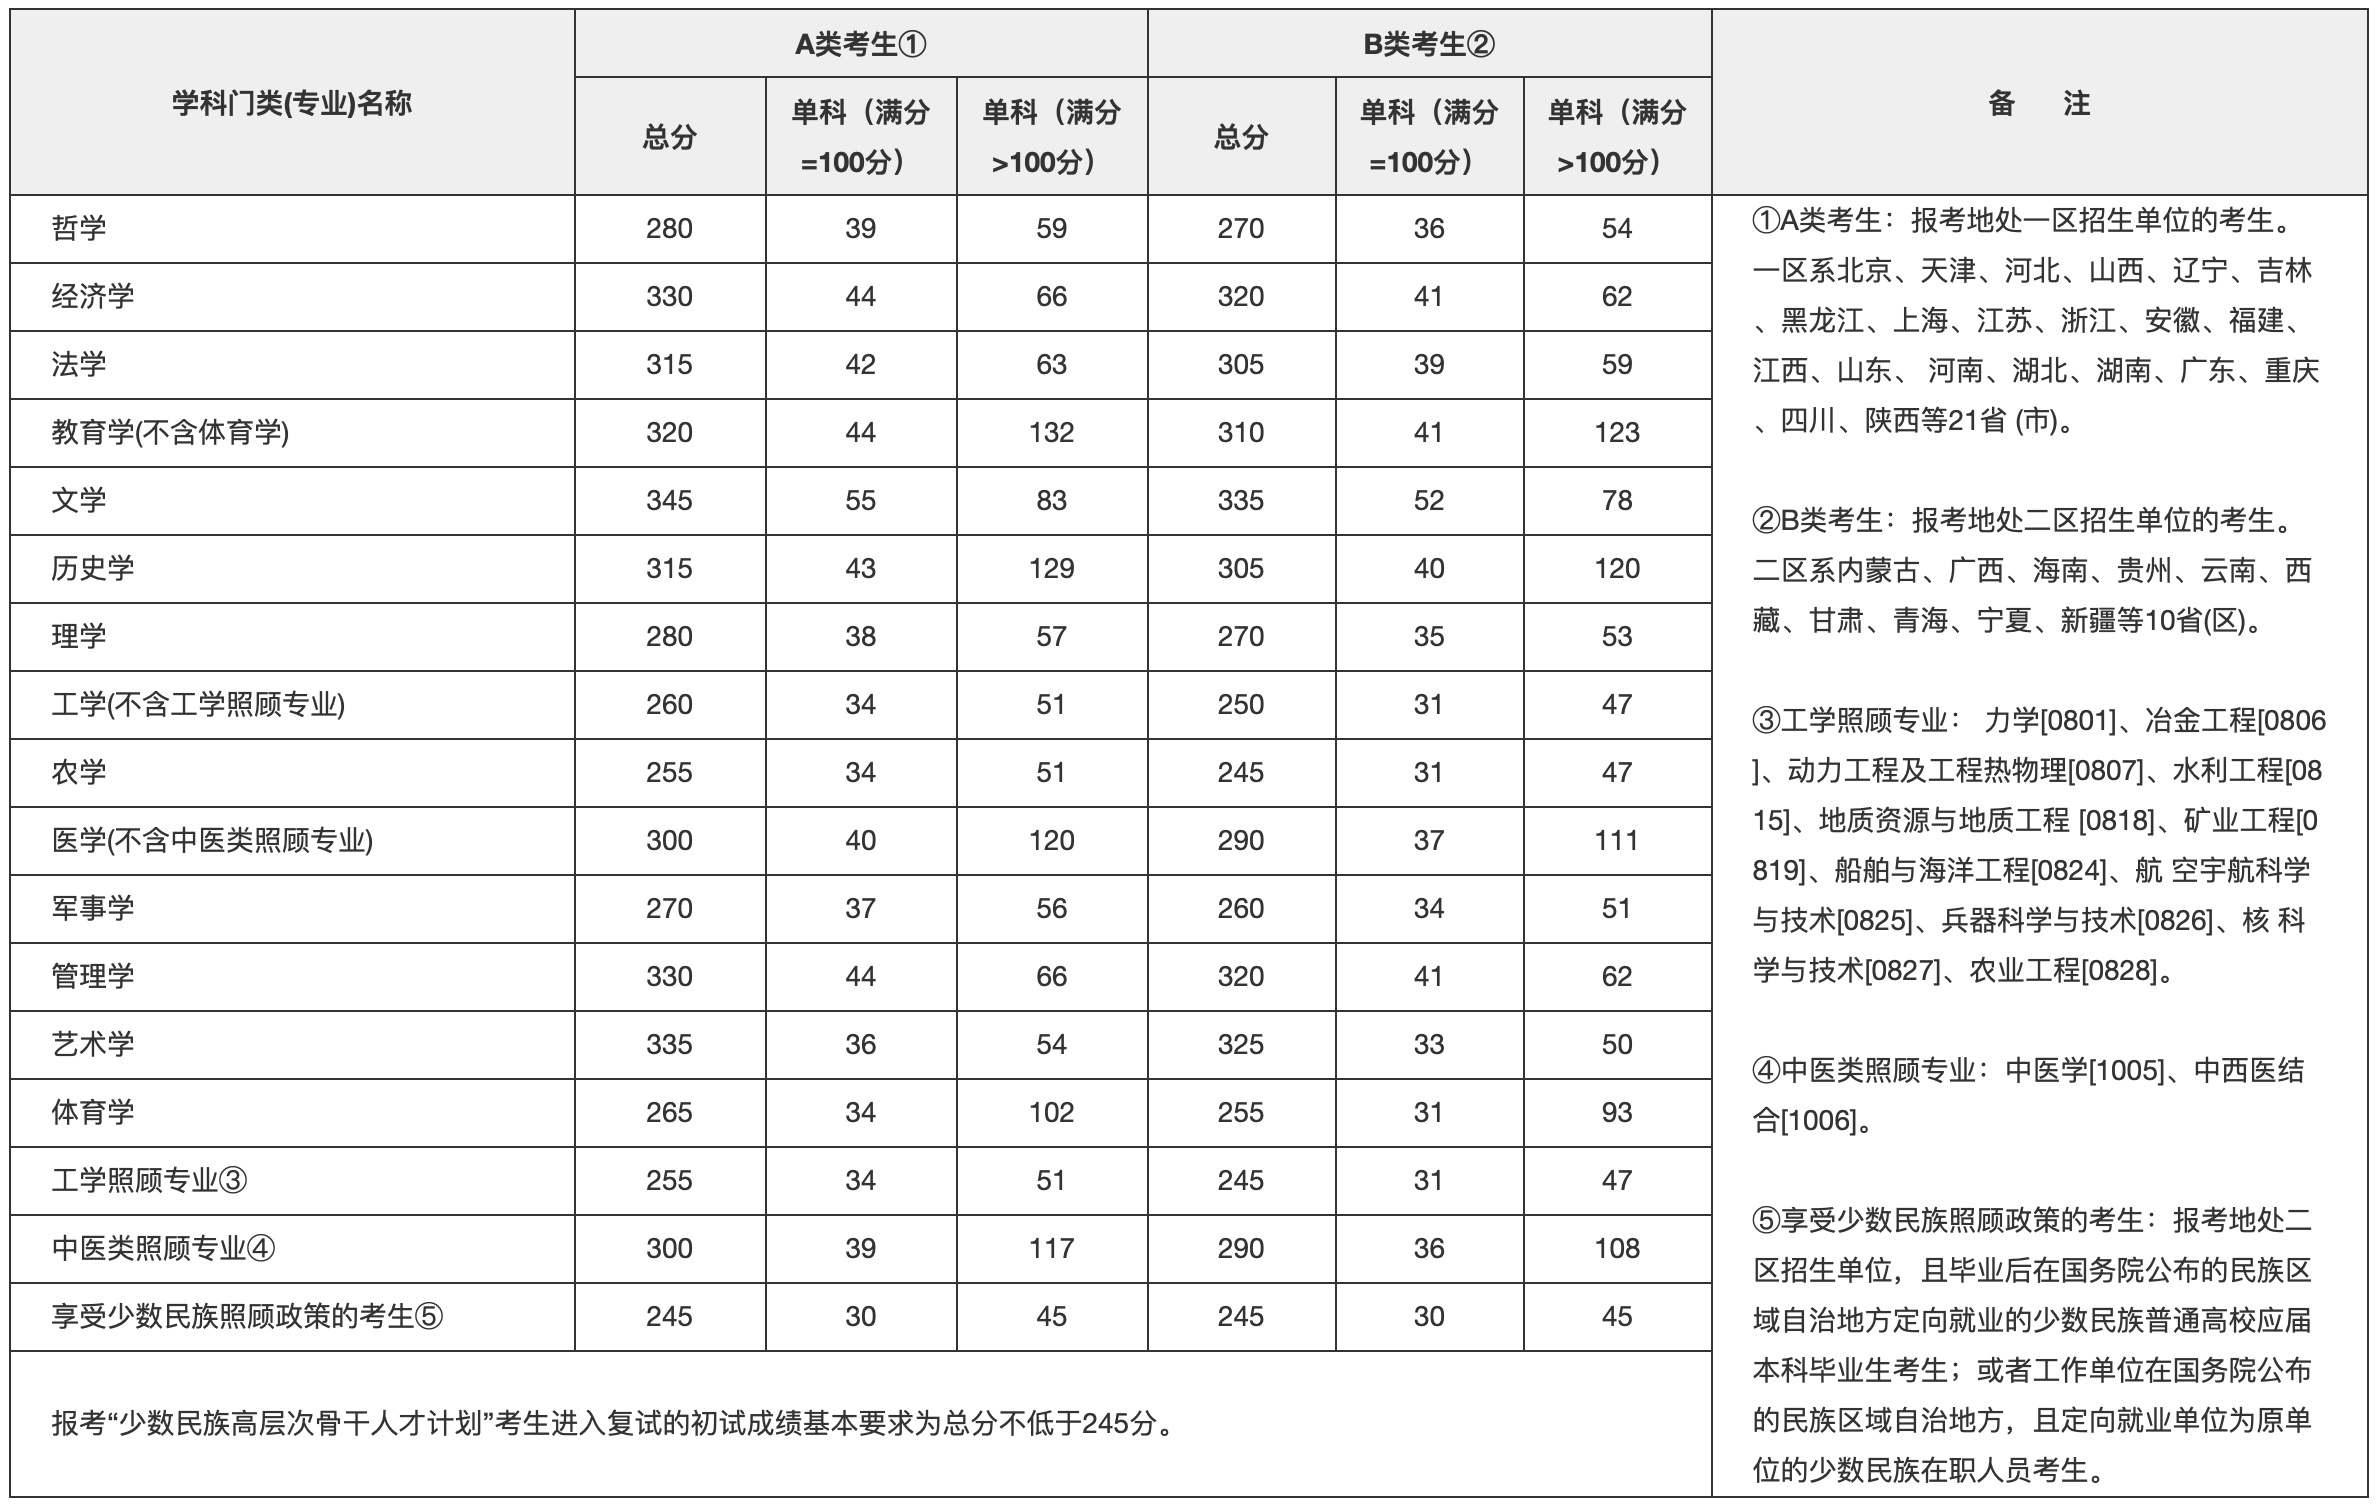 学科门类(专业)名称
A类考生①
B类考生②
备 注
总分
单科（满分
=100分）
单科（满分
>100分）
总分
单科（满分
=100分）
单科（满分
>100分）
哲学 280 39 59 270 36 54
经济学 330 44 66 320 41 62
法学 315 42 63 305 39 59
教育学(不含体育学) 320 44 132 310 41 123
文学 345 55 83 335 52 78
历史学 315 43 129 305 40 120
理学 280 38 57 270 35 53
工学(不含工学照顾专业) 260 34 51 250 31 47
农学 255 34 51 245 31 47
医学(不含中医类照顾专业) 300 40 120 290 37 111
军事学 270 37 56 260 34 51
管理学 330 44 66 320 41 62
艺术学 335 36 54 325 33 50
体育学 265 34 102 255 31 93
工学照顾专业③ 255 34 51 245 31 47
中医类照顾专业④ 300 39 117 290 36 108
享受少数民族照顾政策的考生⑤ 245 30 45 245 30 45
报考“少数民族高层次骨干人才计划”考生进入复试的初试成绩基本要求为总分不低于245分。
①A类考生：报考地处一区招生单位的考生。
一区系北京、天津、河北、山西、辽宁、吉林
、黑龙江、上海、江苏、浙江、安徽、福建、
江西、山东、 河南、湖北、湖南、广东、重庆
、四川、陕西等21省 (市)。
②B类考生：报考地处二区招生单位的考生。
二区系内蒙古、广西、海南、贵州、云南、西
藏、甘肃、青海、宁夏、新疆等10省(区)。
③工学照顾专业： 力学[0801]、冶金工程[0806
]、动力工程及工程热物理[0807]、水利工程[08
15]、地质资源与地质工程 [0818]、矿业工程[0
819]、船舶与海洋工程[0824]、航 空宇航科学
与技术[0825]、兵器科学与技术[0826]、核 科
学与技术[0827]、农业工程[0828]。
④中医类照顾专业：中医学[1005]、中西医结
合[1006]。
⑤享受少数民族照顾政策的考生：报考地处二
区招生单位，且毕业后在国务院公布的民族区
域自治地方定向就业的少数民族普通高校应届
本科毕业生考生；或者工作单位在国务院公布
的民族区域自治地方，且定向就业单位为原单
位的少数民族在职人员考生。